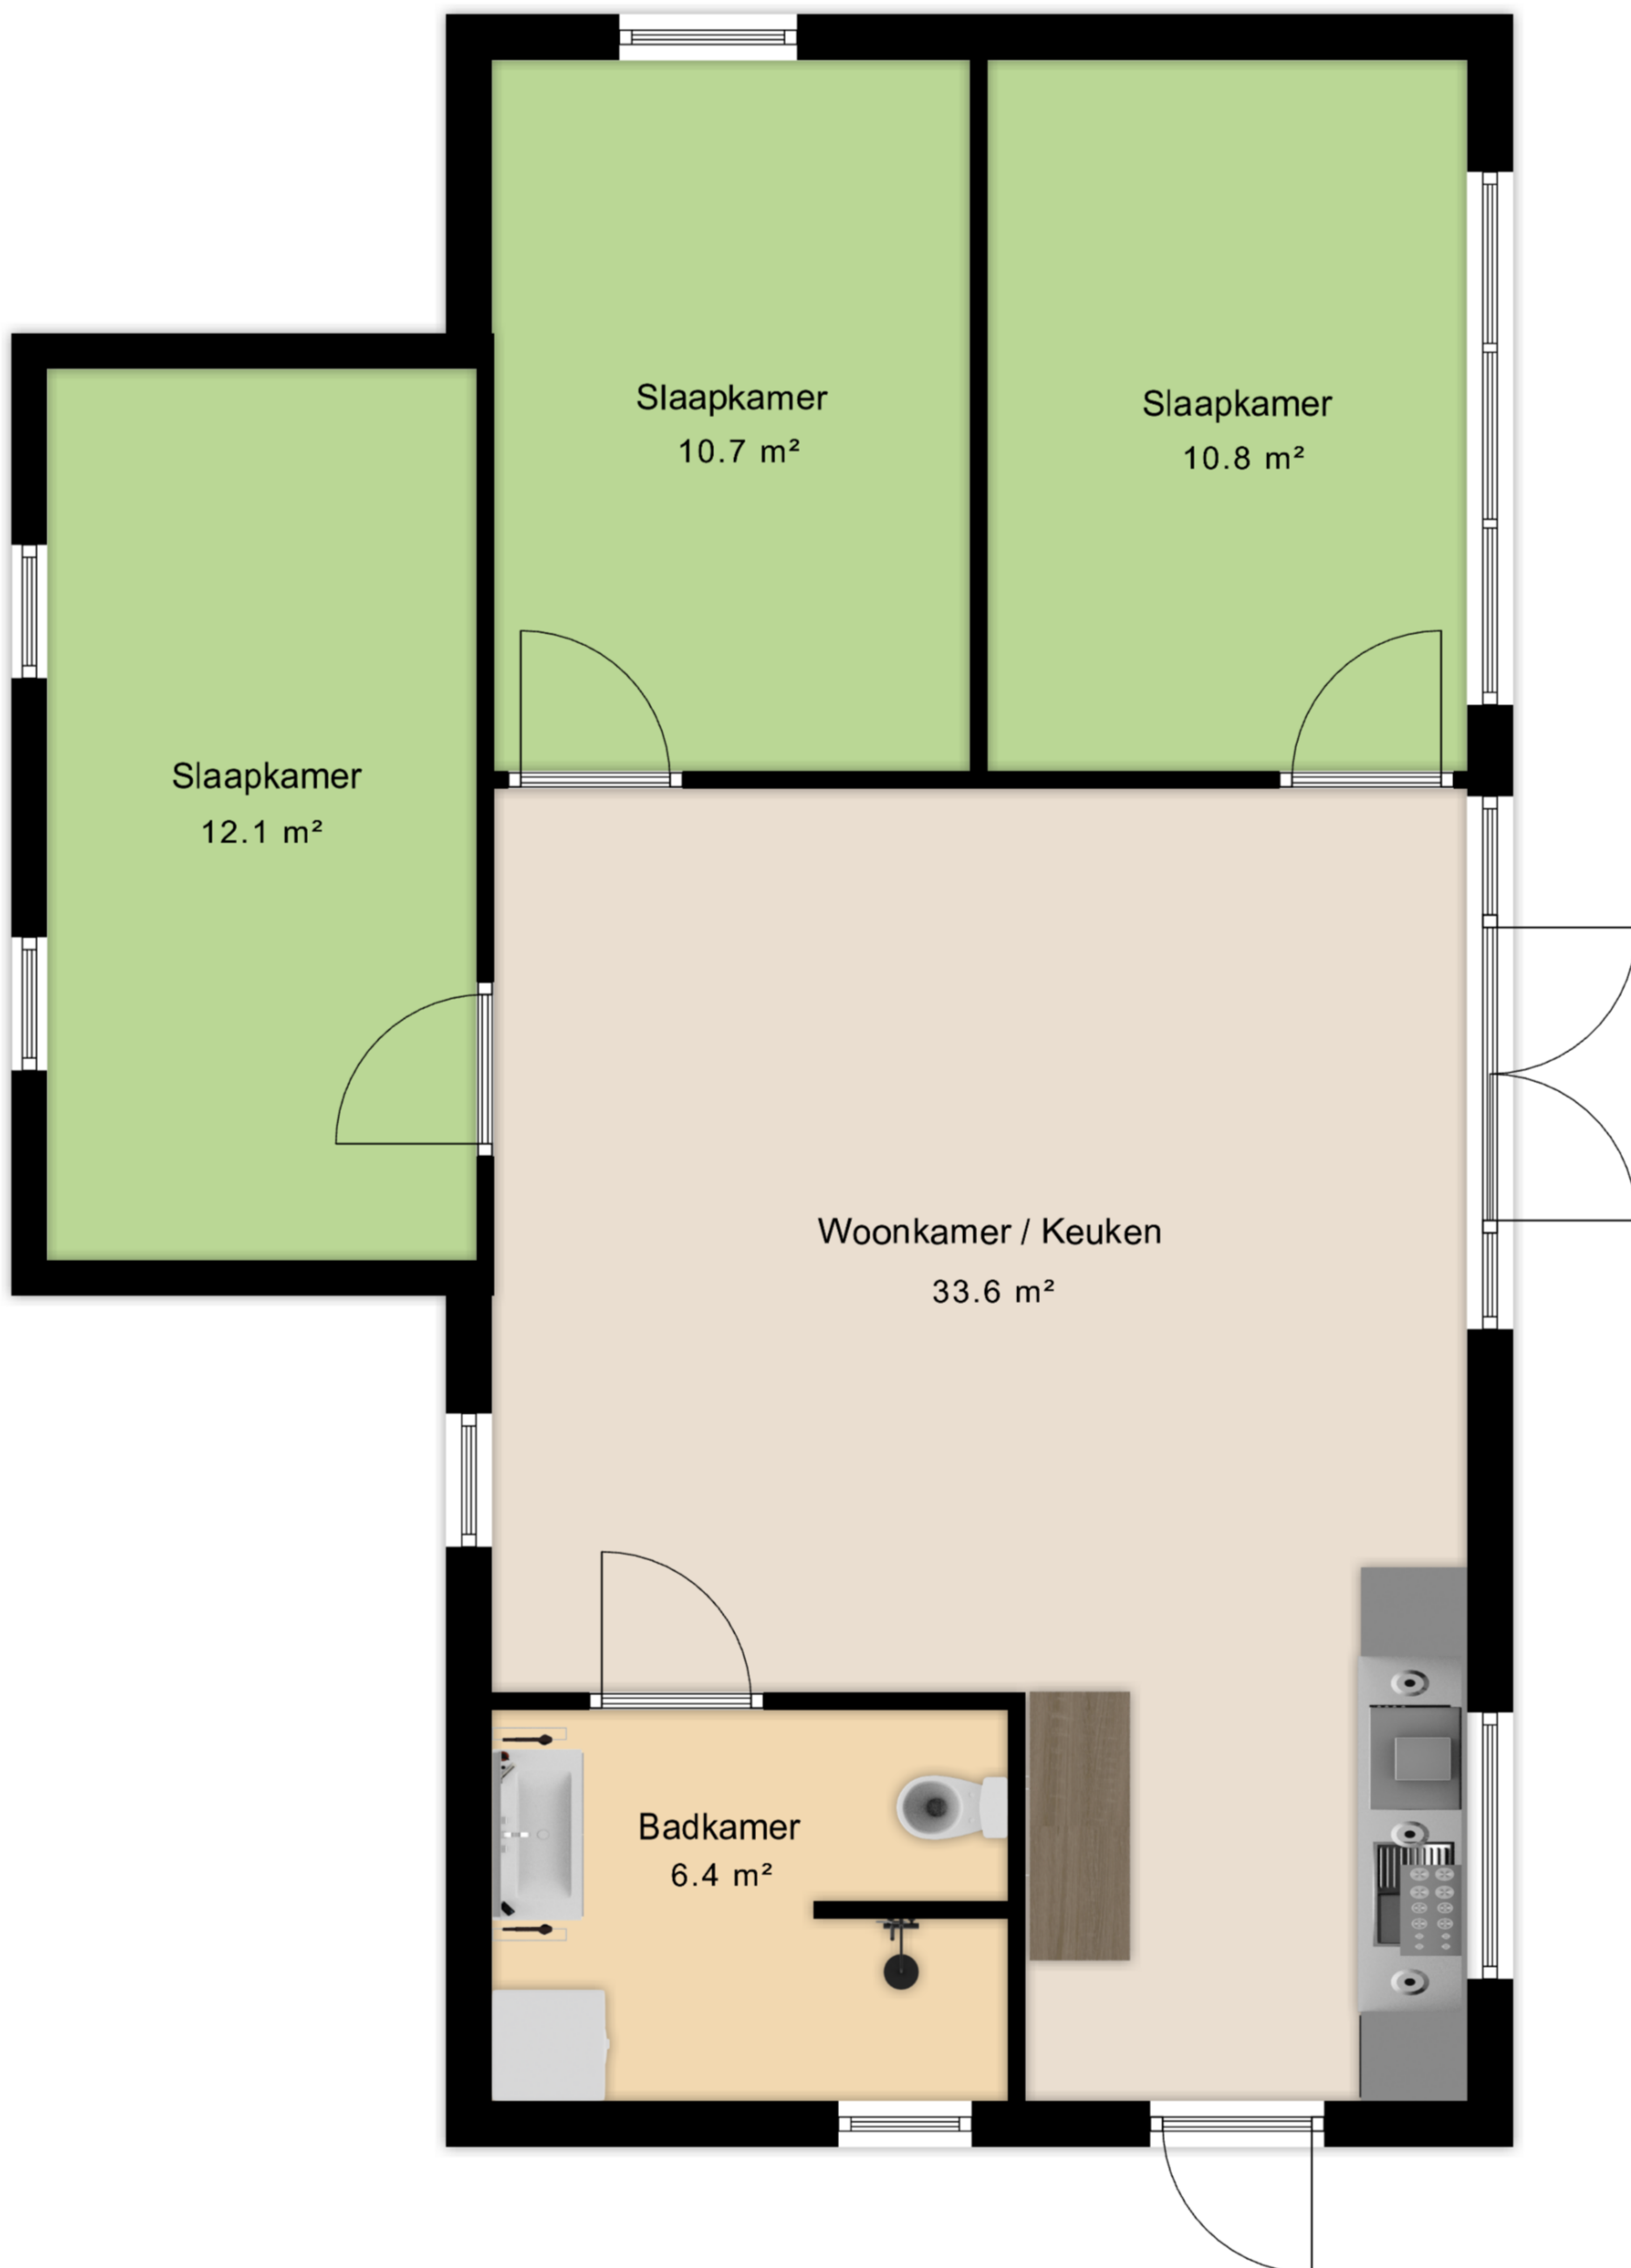 Slaapkamer
10.7 m²
Slaapkamer
10.8 m²
Slaapkamer
12.1 m²
Woonkamer / Keuken
33.6 m²
Badkamer
6.4 m²